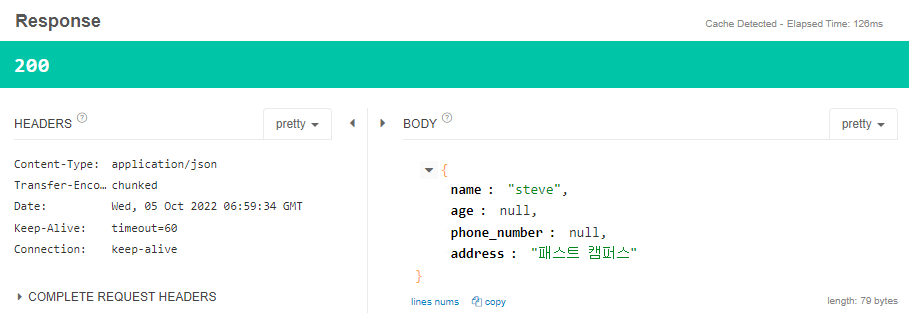 Response
Cache Detected - Elapsed Time: 126ms
200
HEADERS ?
pretty
Content-Type: application/json
Transfer-Enco… chunked
Date: Wed, 05 Oct 2022 06:59:34 GMT
Keep-Alive: timeout=60
Connection: keep-alive
COMPLETE REQUEST HEADERS
BODY ?
pretty
{
name : "steve",
age : null,
phone_number : null,
address : "패스트 캠퍼스"
}
lines nums copy
length: 79 bytes